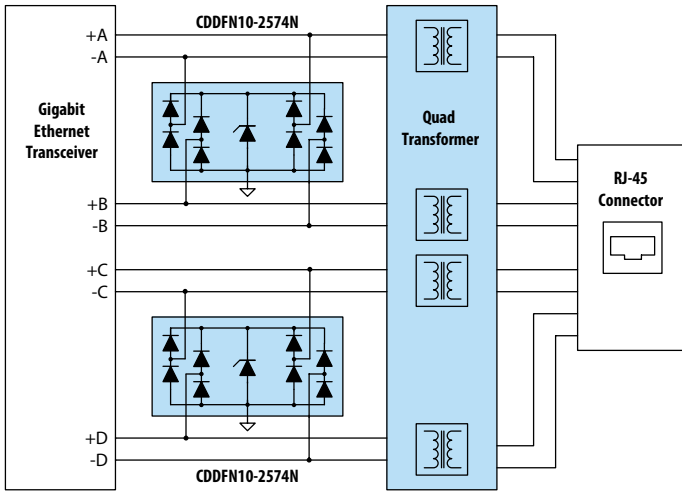 CDDFN10-2574N
+A
-A
Gigabit
Ethernet
Transceiver
Quad
Transformer
RJ-45
Connector
+B
-B
+C
-C
+D
-D
CDDFN10-2574N